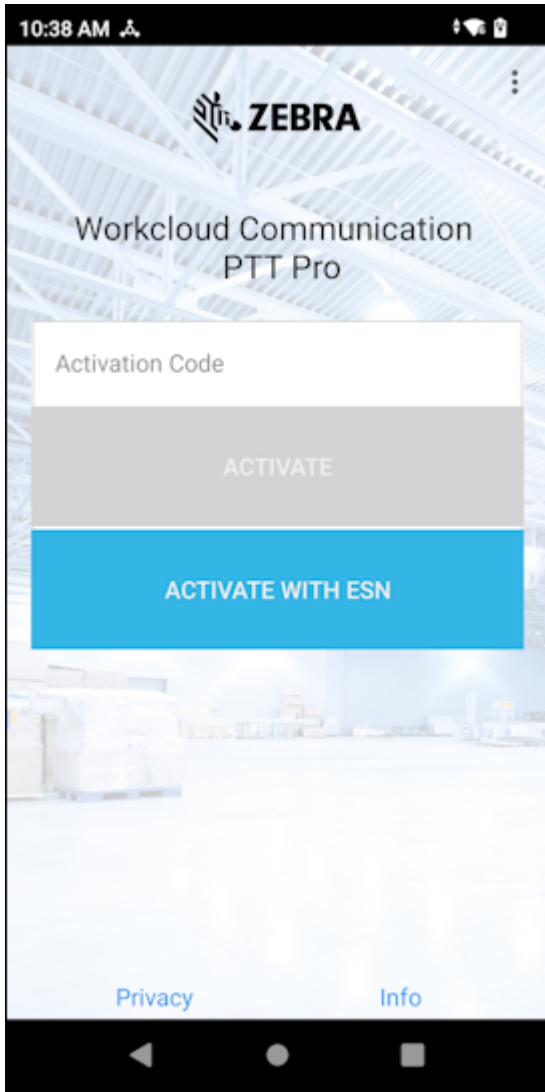 10:38 AM
ZEBRA
Workcloud Communication
PTT Pro
Activation Code
ACTIVATE
ACTIVATE WITH ESN
Privacy Info